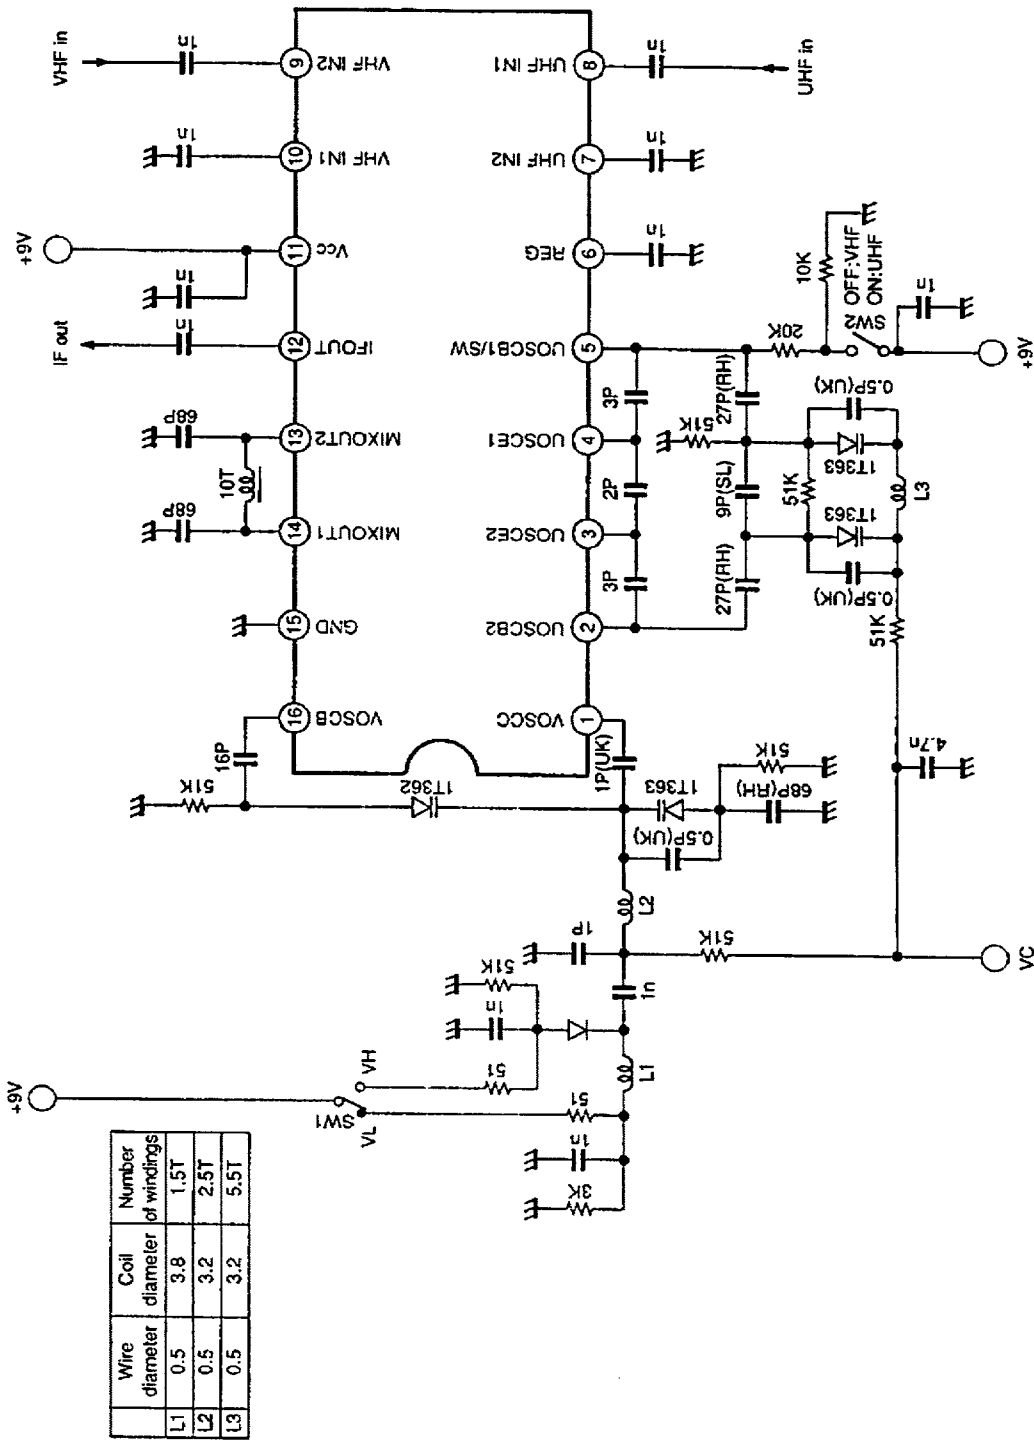 Wire diameter
Coil diameter
Number of windings
L1 0.5 3.8 1.5T
L2 0.5 3.2 2.5T
L3 0.5 3.2 5.5T
+9V
SW1
VL
VH
51
51
51K
1n
3K
1n
L1
1n
1P
L2
51K
VC
51K
16P
1T362
1P(UK)
1T363
0.5P(UK)
68P(RH)
51K
4.7n
16
VOSCB
15
GND
14
MIXOUT1
13
MIXOUT2
12
IFOUT
11
Vcc
10
VHF IN1
9
VHF IN2
68P
10T
68P
IF out
1n
1n
+9V
1n
1n
VHF in
1
VOSCC
2
UOSCB2
3
UOSCE2
4
UOSCE1
5
UOSCB1/SW
6
REG
7
UHF IN2
8
UHF IN1
3P
2P
3P
27P(RH)
9P(SL)
27P(RH)
51K
51K
51K
0.5P(UK)
1T363
1T363
0.5P(UK)
L3
20K
10K
SW2
OFF:VHF
ON:UHF
1n
+9V
1n
1n
1n
UHF in